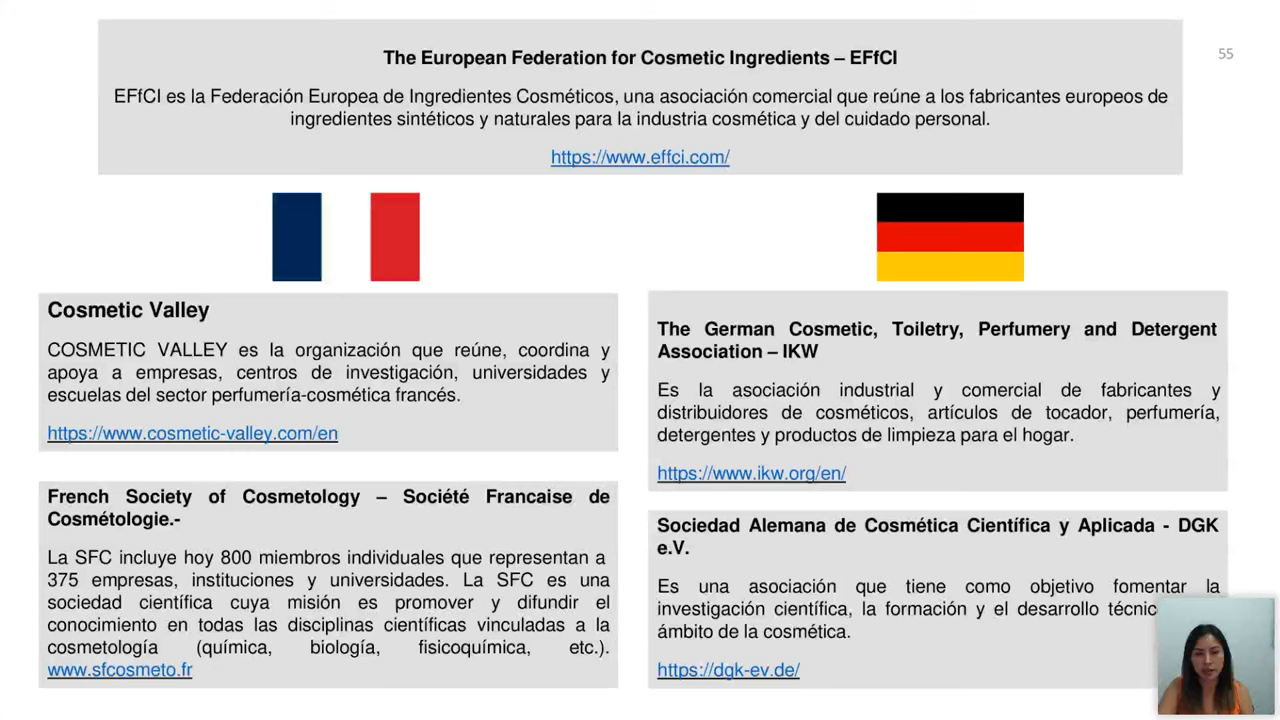 The European Federation for Cosmetic Ingredients – EFfCI
55
EFfCI es la Federación Europea de Ingredientes Cosméticos, una asociación comercial que reúne a los fabricantes europeos de
ingredientes sintéticos y naturales para la industria cosmética y del cuidado personal.
https://www.effci.com/
Cosmetic Valley
COSMETIC VALLEY es la organización que reúne, coordina y
apoya a empresas, centros de investigación, universidades y
escuelas del sector perfumería-cosmética francés.
https://www.cosmetic-valley.com/en
French Society of Cosmetology – Société Francaise de
Cosmétologie.-
La SFC incluye hoy 800 miembros individuales que representan a
375 empresas, instituciones y universidades. La SFC es una
sociedad científica cuya misión es promover y difundir el
conocimiento en todas las disciplinas científicas vinculadas a la
cosmetología (química, biología, fisicoquímica, etc.).
www.sfcosmeto.fr
The German Cosmetic, Toiletry, Perfumery and Detergent
Association – IKW
Es la asociación industrial y comercial de fabricantes y
distribuidores de cosméticos, artículos de tocador, perfumería,
detergentes y productos de limpieza para el hogar.
https://www.ikw.org/en/
Sociedad Alemana de Cosmética Científica y Aplicada - DGK
e.V.
Es una asociación que tiene como objetivo fomentar la
investigación científica, la formación y el desarrollo
ámbito de la cosmética.
https://dgk-ev.de/